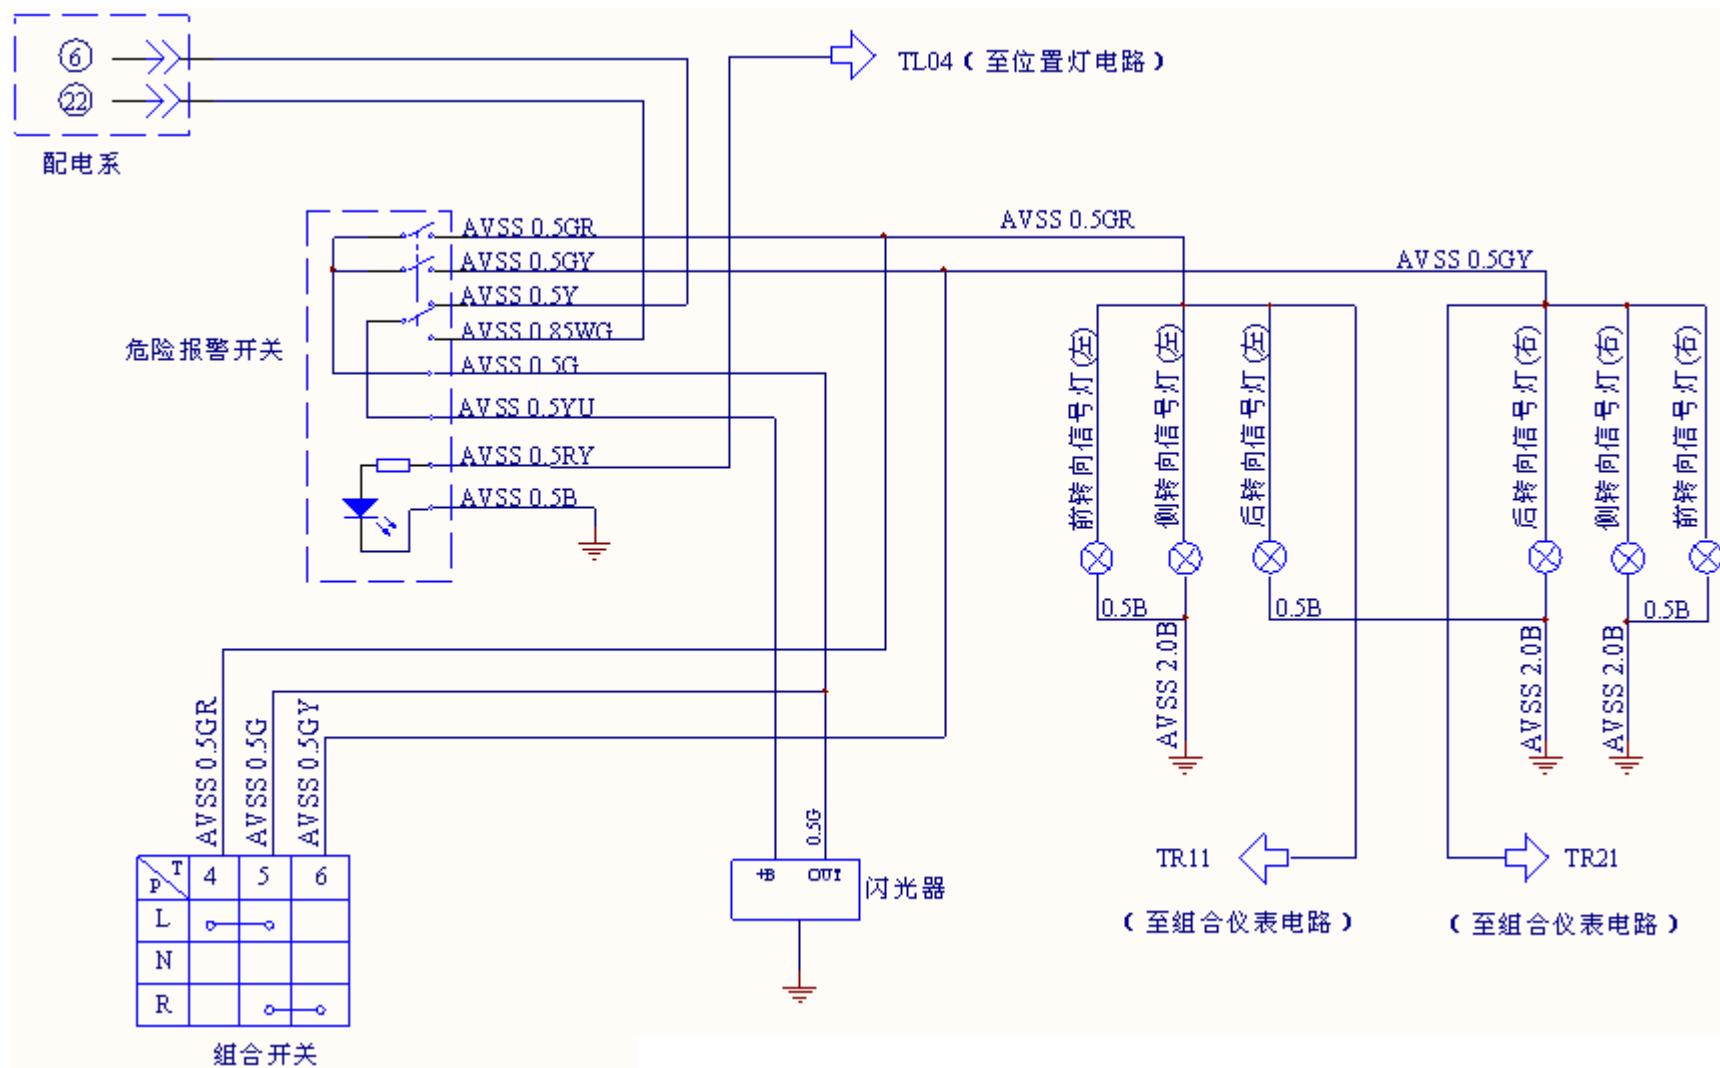 6
TL04（至位置灯电路）
22
配电系
AVSS 0.5GR
AVSS 0.5GR
AVSS 0.5GY
AVSS 0.5GY
AVSS 0.5Y
AVSS 0.85WG
危险报警开关
AVSS 0.5G
AVSS 0.5YU
AVSS 0.5RY
AVSS 0.5B
前转向信号灯(左)
侧转向信号灯(左)
后转向信号灯(左)
后转向信号灯(右)
侧转向信号灯(右)
前转向信号灯(右)
0.5B
0.5B
0.5B
AVSS 2.0B
AVSS 2.0B
AVSS 2.0B
AVSS 0.5GR
AVSS 0.5G
AVSS 0.5GY
0.5G
TR11
TR21
+B OUT
闪光器
（至组合仪表电路）
（至组合仪表电路）
P T 4 5 6
L
N
R
组合开关